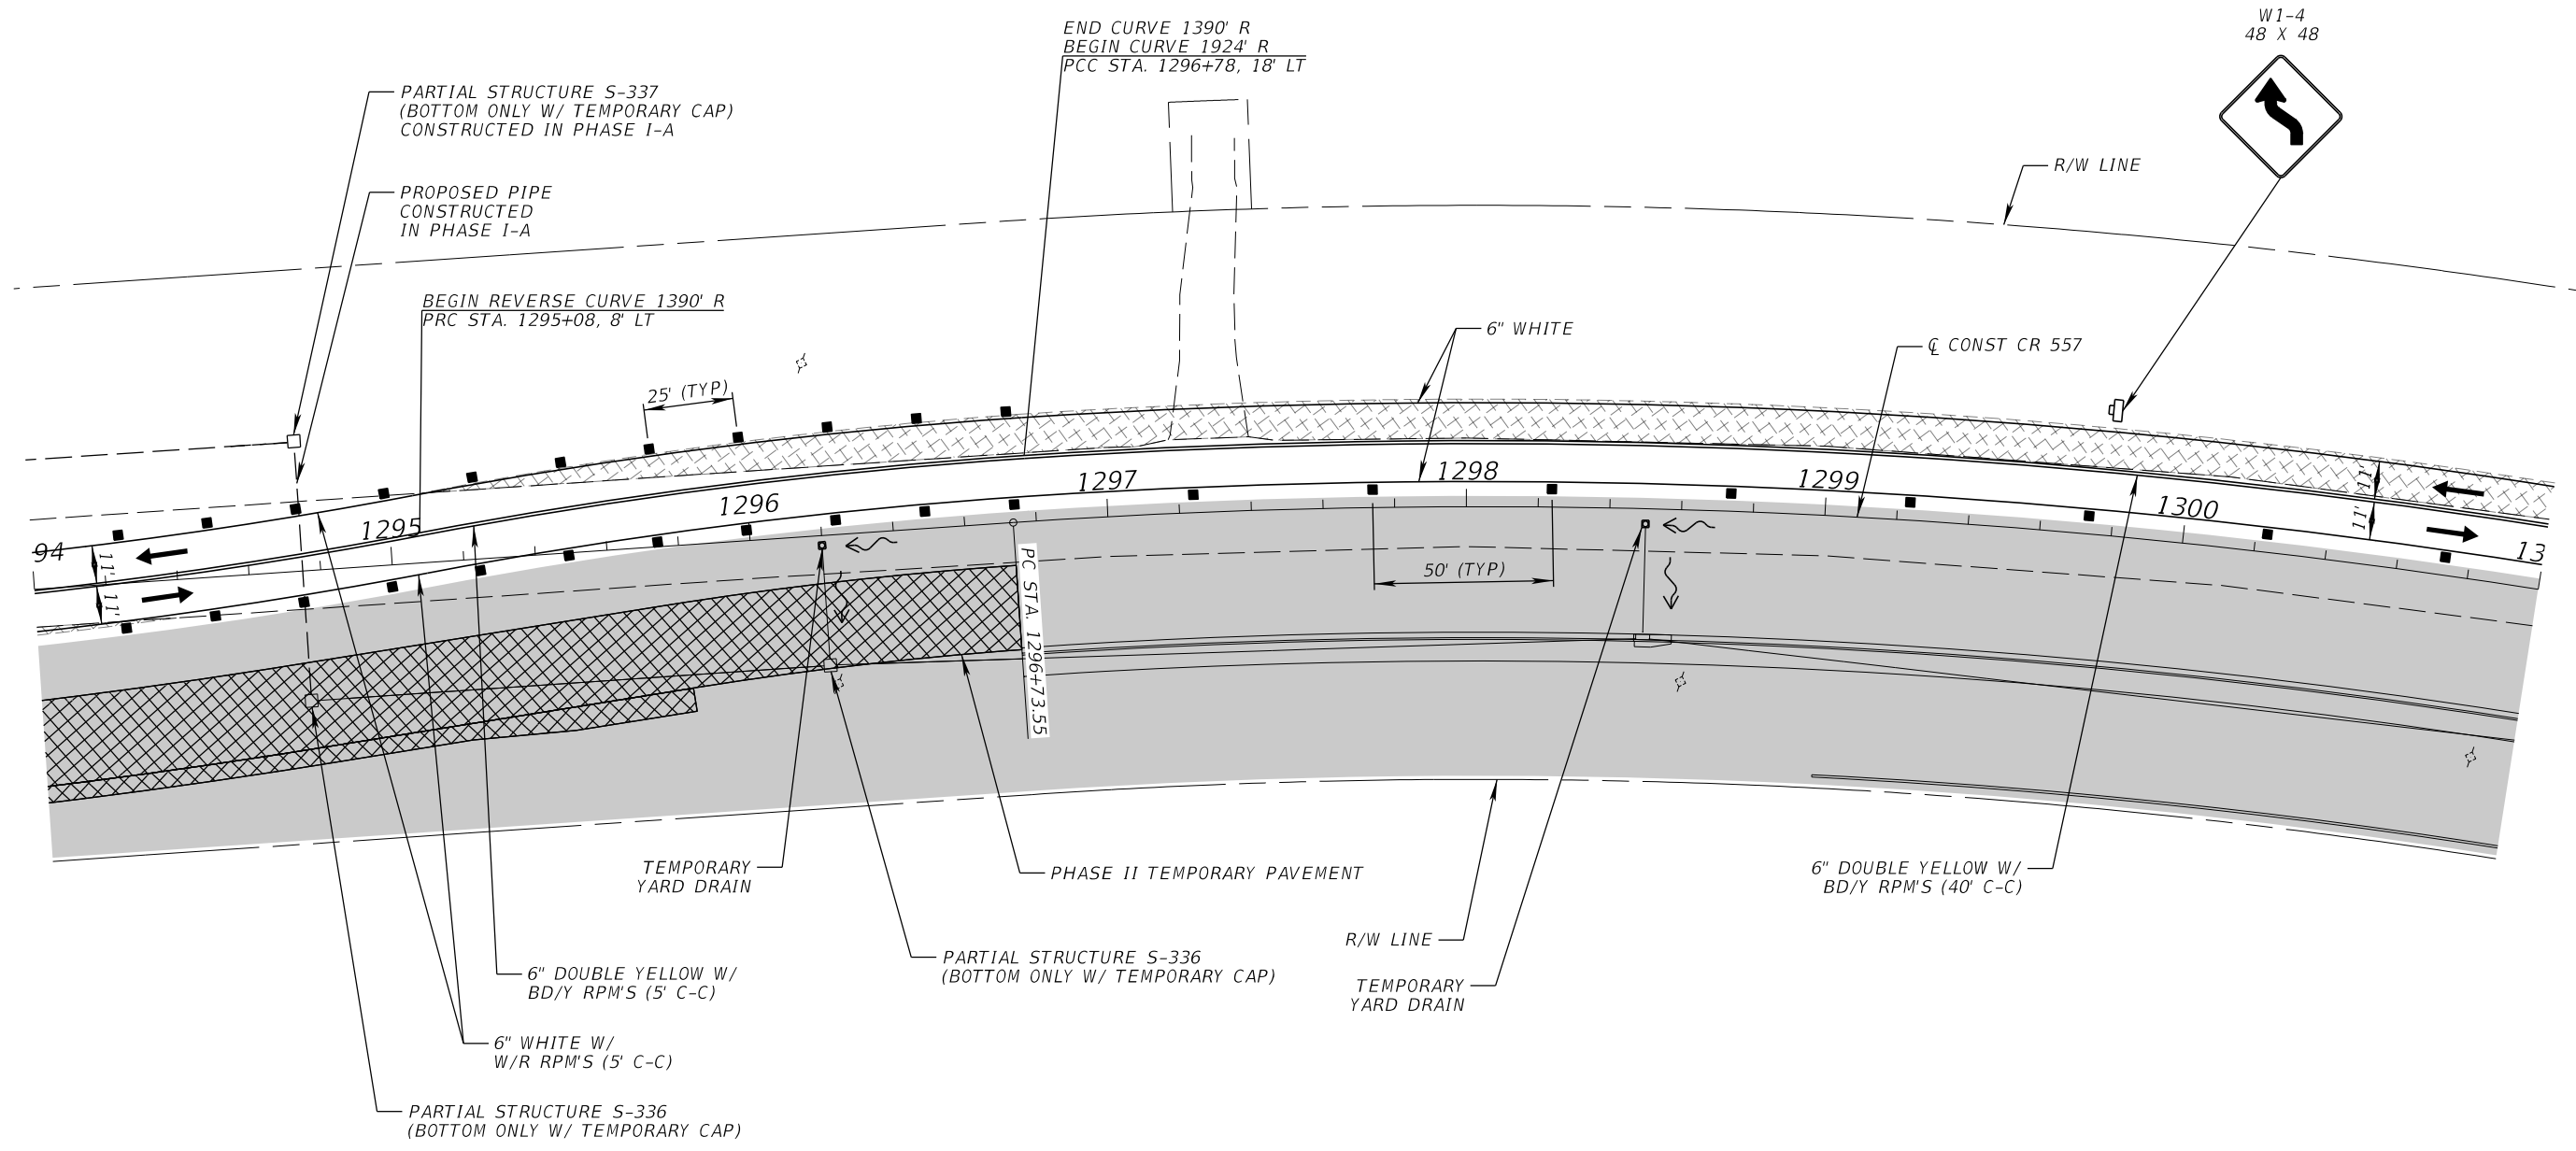 W1-4
48 X 48
END CURVE 1390' R
BEGIN CURVE 1924' R
PCC STA. 1296+78, 18' LT
PARTIAL STRUCTURE S-337
(BOTTOM ONLY W/ TEMPORARY CAP)
CONSTRUCTED IN PHASE I-A
R/W LINE
PROPOSED PIPE
CONSTRUCTED
IN PHASE I-A
BEGIN REVERSE CURVE 1390' R
PRC STA. 1295+08, 8' LT
6" WHITE
℄ CONST CR 557
25' (TYP)
94
1295
1296
1297
1298
1299
1300
13
11'
11'
11'
11'
PC STA. 1296+73.55
50' (TYP)
TEMPORARY
YARD DRAIN
PHASE II TEMPORARY PAVEMENT
6" DOUBLE YELLOW W/
BD/Y RPM'S (40' C-C)
R/W LINE
PARTIAL STRUCTURE S-336
(BOTTOM ONLY W/ TEMPORARY CAP)
6" DOUBLE YELLOW W/
BD/Y RPM'S (5' C-C)
TEMPORARY
YARD DRAIN
6" WHITE W/
W/R RPM'S (5' C-C)
PARTIAL STRUCTURE S-336
(BOTTOM ONLY W/ TEMPORARY CAP)